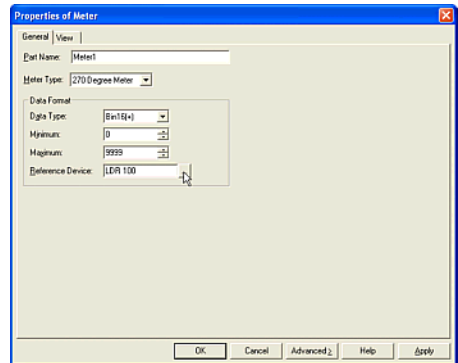 Properties of Meter
General View
Part Name: Meter1
Meter Type: 270 Degree Meter
Data Format
Data Type: Bin16(+)
Minimum: 0
Maximum: 9999
Reference Device: LDR 100
OK Cancel Advanced > Help Apply